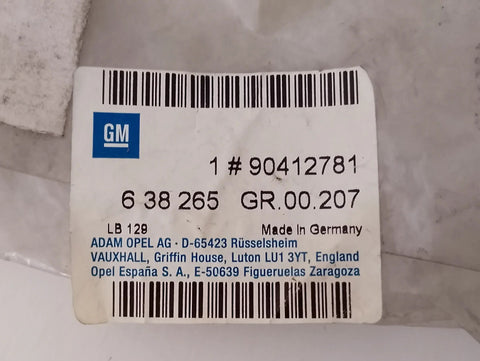 GM
1 # 90412781
6 38 265 GR.00.207
LB 129 Made in Germany
ADAM OPEL AG · D-65423 Rüsselsheim
VAUXHALL, Griffin House, Luton LU1 3YT, England
Opel España S. A., E-50639 Figueruelas Zaragoza